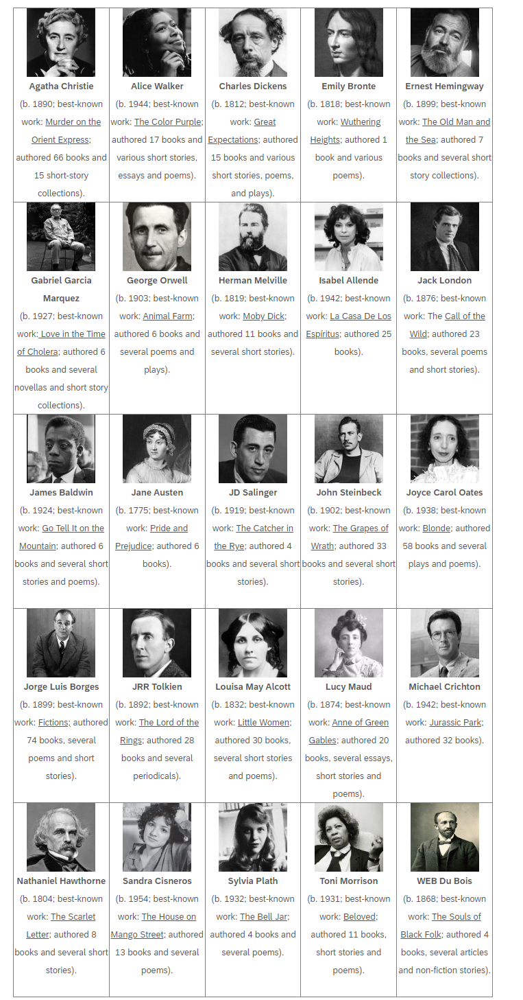 Agatha Christie
(b. 1890; best-known
work: Murder on the
Orient Express;
authored 66 books and
15 short-story
collections).
Alice Walker
(b. 1944; best-known
work: The Color Purple;
authored 17 books and
various short stories,
essays and poems).
Charles Dickens
(b. 1812; best-known
work: Great
Expectations; authored
15 books and various
short stories, poems,
and plays).
Emily Bronte
(b. 1818; best-known
work: Wuthering
Heights; authored 1
book and various
poems).
Ernest Hemingway
(b. 1899; best-known
work: The Old Man and
the Sea; authored 7
books and several short
story collections).
Gabriel Garcia
Marquez
(b. 1927; best-known
work: Love in the Time
of Cholera; authored 6
books and several
novellas and short story
collections).
George Orwell
(b. 1903; best-known
work: Animal Farm;
authored 6 books and
several poems and
plays).
Herman Melville
(b. 1819; best-known
work: Moby Dick;
authored 11 books and
several short stories).
Isabel Allende
(b. 1942; best-known
work: La Casa De Los
Espíritus; authored 25
books).
Jack London
(b. 1876; best-known
work: The Call of the
Wild; authored 23
books, several poems
and short stories).
James Baldwin
(b. 1924; best-known
work: Go Tell It on the
Mountain; authored 6
books and several short
stories and poems).
Jane Austen
(b. 1775; best-known
work: Pride and
Prejudice; authored 6
books).
JD Salinger
(b. 1919; best-known
work: The Catcher in
the Rye; authored 4
books and several short
stories).
John Steinbeck
(b. 1902; best-known
work: The Grapes of
Wrath; authored 33
books and several short
stories).
Joyce Carol Oates
(b. 1938; best-known
work: Blonde; authored
58 books and several
plays and poems).
Jorge Luis Borges
(b. 1899; best-known
work: Fictions; authored
74 books, several
poems and short
stories).
JRR Tolkien
(b. 1892; best-known
work: The Lord of the
Rings; authored 28
books and several
periodicals).
Louisa May Alcott
(b. 1832; best-known
work: Little Women;
authored 30 books,
several short stories
and poems).
Lucy Maud
(b. 1874; best-known
work: Anne of Green
Gables; authored 20
books, several essays,
short stories and
poems).
Michael Crichton
(b. 1942; best-known
work: Jurassic Park;
authored 32 books).
Nathaniel Hawthorne
(b. 1804; best-known
work: The Scarlet
Letter; authored 8
books and several short
stories).
Sandra Cisneros
(b. 1954; best-known
work: The House on
Mango Street; authored
13 books and several
poems).
Sylvia Plath
(b. 1932; best-known
work: The Bell Jar;
authored 4 books and
several poems).
Toni Morrison
(b. 1931; best-known
work: Beloved;
authored 11 books,
short stories and
poems).
WEB Du Bois
(b. 1868; best-known
work: The Souls of
Black Folk; authored 4
books, several articles
and non-fiction stories).